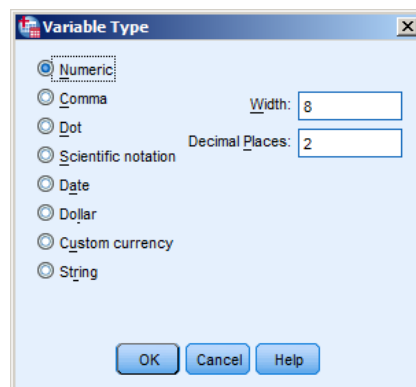 Variable Type
Numeric
Comma
Width: 8
Dot
Decimal Places: 2
Scientific notation
Date
Dollar
Custom currency
String
OK Cancel Help